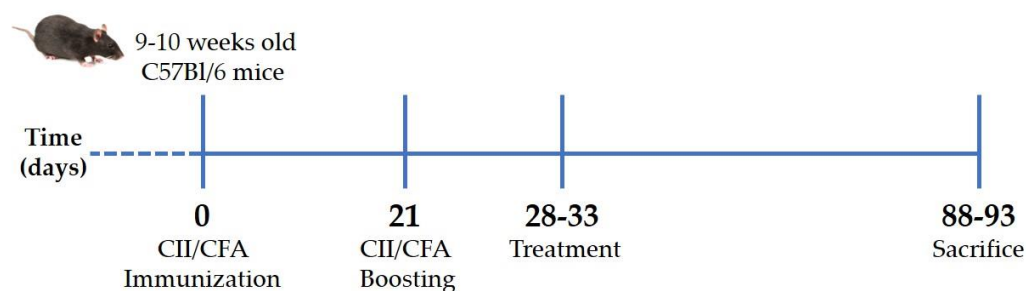 9-10 weeks old
C57Bl/6 mice
Time
(days)
0
CII/CFA
Immunization
21
CII/CFA
Boosting
28-33
Treatment
88-93
Sacrifice